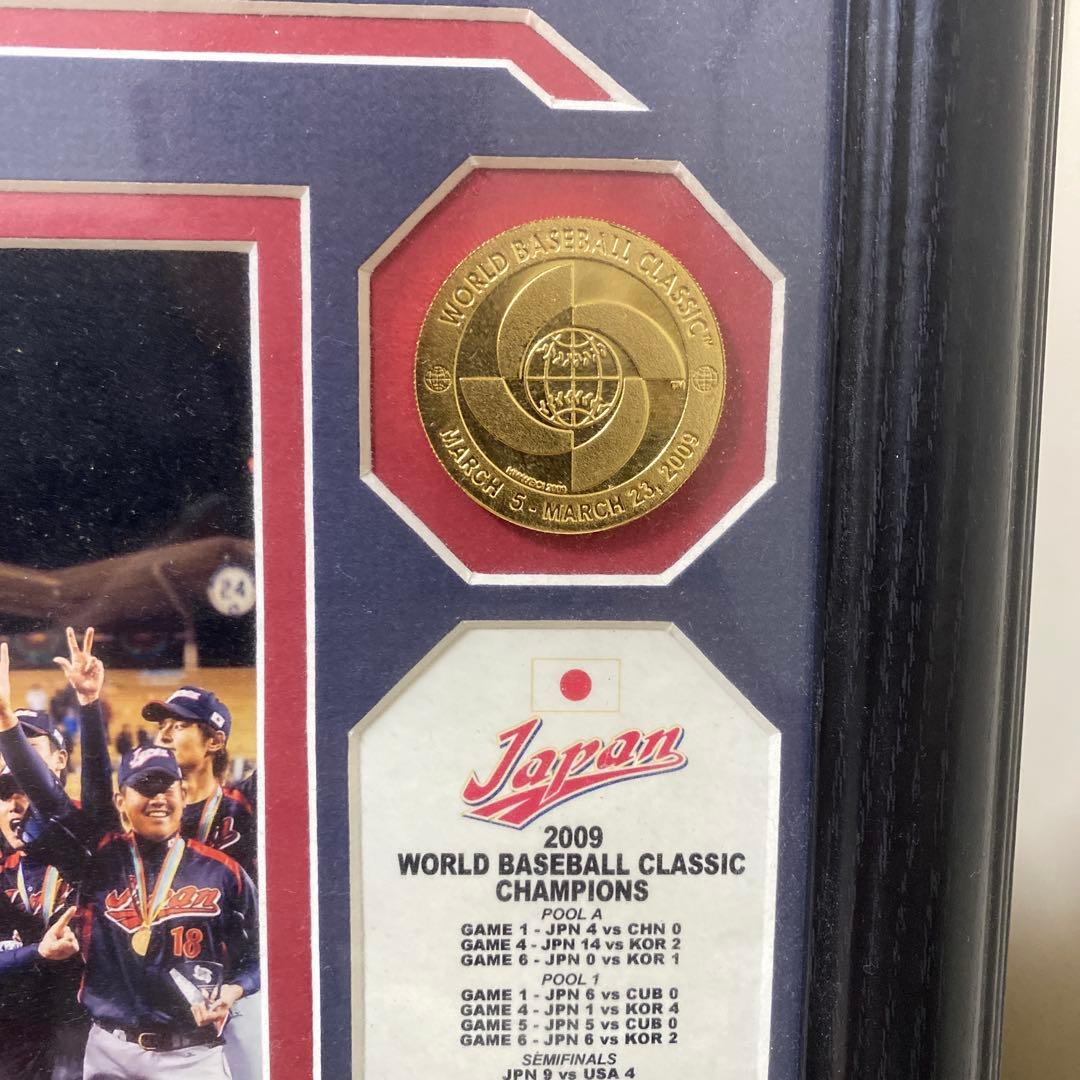 WORLD BASEBALL CLASSIC™
MARCH 5 - MARCH 23, 2009
Japan
2009
WORLD BASEBALL CLASSIC
CHAMPIONS
POOL A
GAME 1 - JPN 4 vs CHN 0
GAME 4 - JPN 14 vs KOR 2
GAME 6 - JPN 0 vs KOR 1
POOL 1
GAME 1 - JPN 6 vs CUB 0
GAME 4 - JPN 1 vs KOR 4
GAME 5 - JPN 5 vs CUB 0
GAME 6 - JPN 6 vs KOR 2
SEMIFINALS
JPN 9 vs USA 4
24
Japan
18